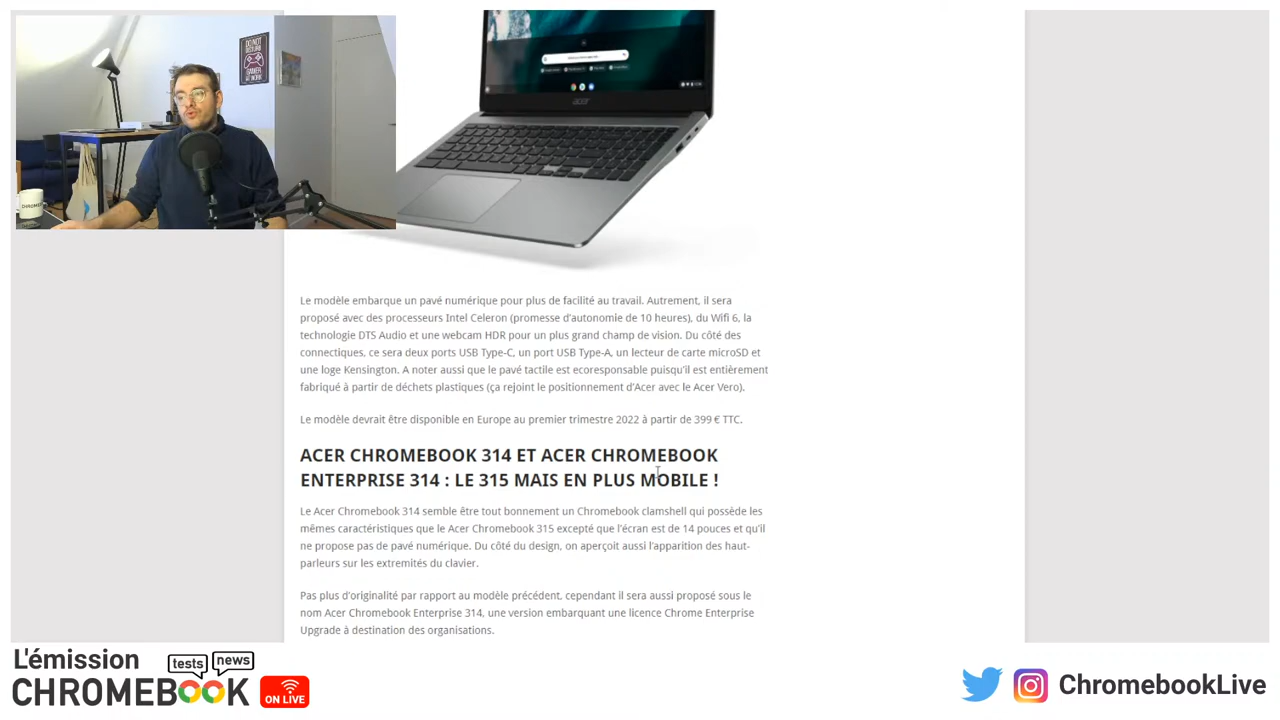 DO NOT
DISTURB
GAMER
AT WORK
acer
Le modèle embarque un pavé numérique pour plus de facilité au travail. Autrement, il sera
proposé avec des processeurs Intel Celeron (promesse d'autonomie de 10 heures), du Wifi 6, la
technologie DTS Audio et une webcam HDR pour un plus grand champ de vision. Du côté des
connectiques, ce sera deux ports USB Type-C, un port USB Type-A, un lecteur de carte microSD et
une loge Kensington. A noter aussi que le pavé tactile est ecoresponsable puisqu'il est entièrement
fabriqué à partir de déchets plastiques (ça rejoint le positionnement d'Acer avec le Acer Vero).
Le modèle devrait être disponible en Europe au premier trimestre 2022 à partir de 399 € TTC.
ACER CHROMEBOOK 314 ET ACER CHROMEBOOK
ENTERPRISE 314 : LE 315 MAIS EN PLUS MOBILE !
Le Acer Chromebook 314 semble être tout bonnement un Chromebook clamshell qui possède les
mêmes caractéristiques que le Acer Chromebook 315 excepté que l'écran est de 14 pouces et qu'il
ne propose pas de pavé numérique. Du côté du design, on aperçoit aussi l'apparition des haut-
parleurs sur les extremités du clavier.
Pas plus d'originalité par rapport au modèle précédent, cependant il sera aussi proposé sous le
nom Acer Chromebook Enterprise 314, une version embarquant une licence Chrome Enterprise
Upgrade à destination des organisations.
L'émission
tests
news
CHROMEBOOK
ON LIVE
ChromebookLive